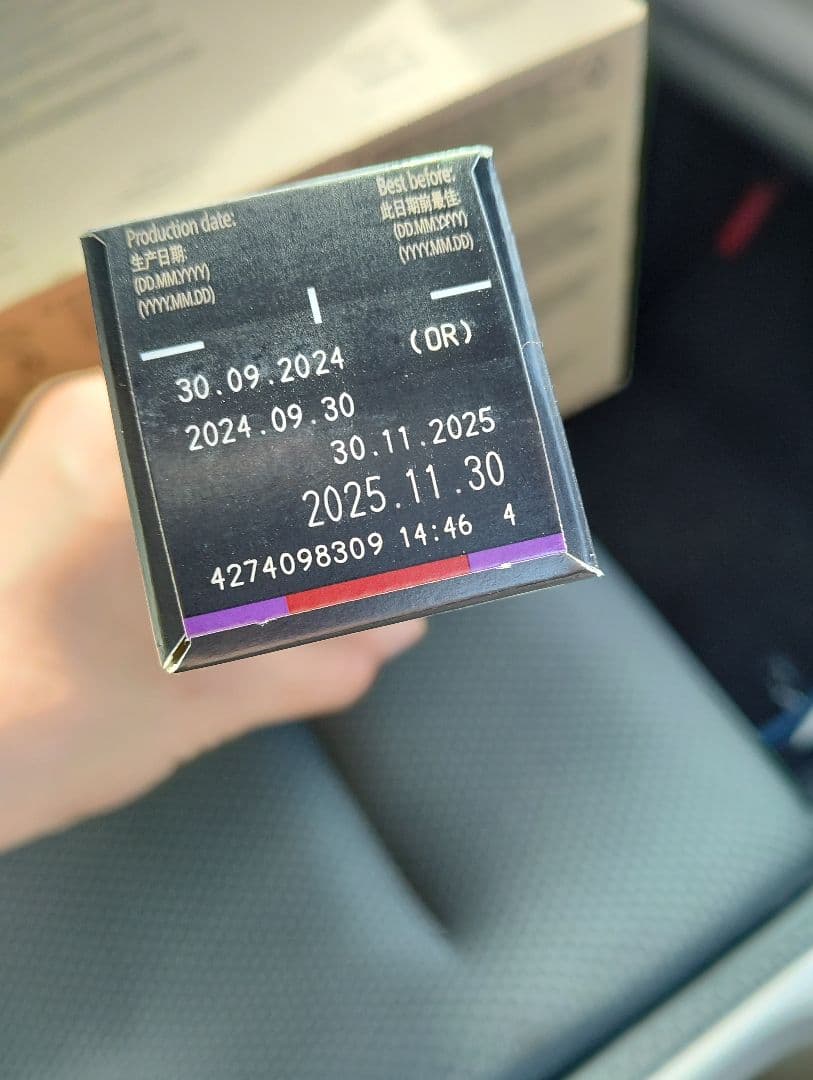 Production date:
生产日期:
(DD.MM.YYYY)
(YYYY.MM.DD)
Best before:
此日期前最佳:
(DD.MM.YYYY)
(YYYY.MM.DD)
(OR)
30.09.2024
2024.09.30
30.11.2025
2025.11.30
4274098309 14:46 4